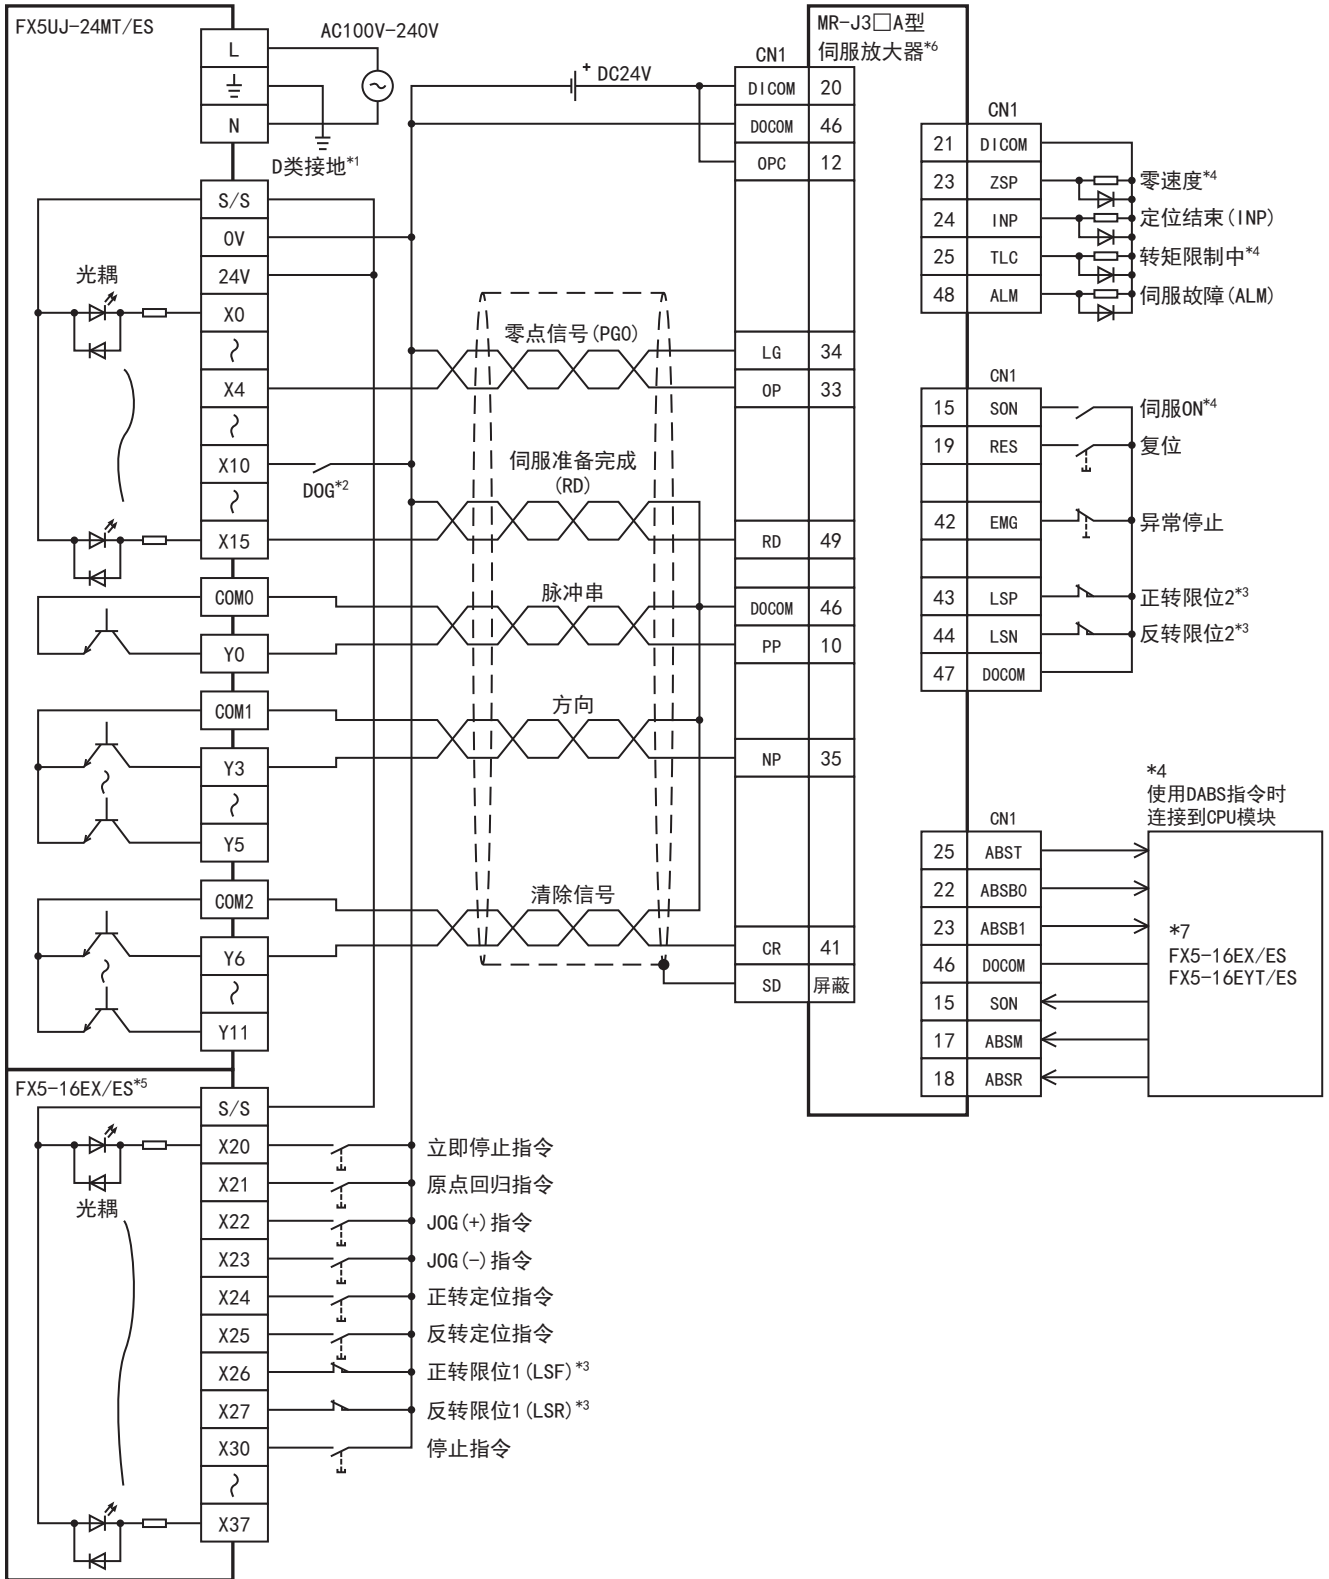 FX5UJ-24MT/ES
L
N
AC100V-240V
D类接地*1
S/S
0V
24V
X0
X4
X10
X15
光耦
DOG*2
COM0
Y0
COM1
Y3
Y5
COM2
Y6
Y11
零点信号(PG0)
伺服准备完成
(RD)
脉冲串
方向
清除信号
+ DC24V
MR-J3□A型
伺服放大器*6
CN1
DICOM 20
DOCOM 46
OPC 12
LG 34
OP 33
RD 49
DOCOM 46
PP 10
NP 35
CR 41
SD 屏蔽
CN1
21 DICOM
23 ZSP 零速度*4
24 INP 定位结束(INP)
25 TLC 转矩限制中*4
48 ALM 伺服故障(ALM)
CN1
15 SON 伺服ON*4
19 RES 复位
42 EMG 异常停止
43 LSP 正转限位2*3
44 LSN 反转限位2*3
47 DOCOM
*4
使用DABS指令时
连接到CPU模块
CN1
25 ABST
22 ABSB0
23 ABSB1
46 DOCOM
15 SON
17 ABSM
18 ABSR
*7
FX5-16EX/ES
FX5-16EYT/ES
FX5-16EX/ES*5
S/S
光耦
X20 立即停止指令
X21 原点回归指令
X22 JOG(+)指令
X23 JOG(-)指令
X24 正转定位指令
X25 反转定位指令
X26 正转限位1(LSF)*3
X27 反转限位1(LSR)*3
X30 停止指令
X37